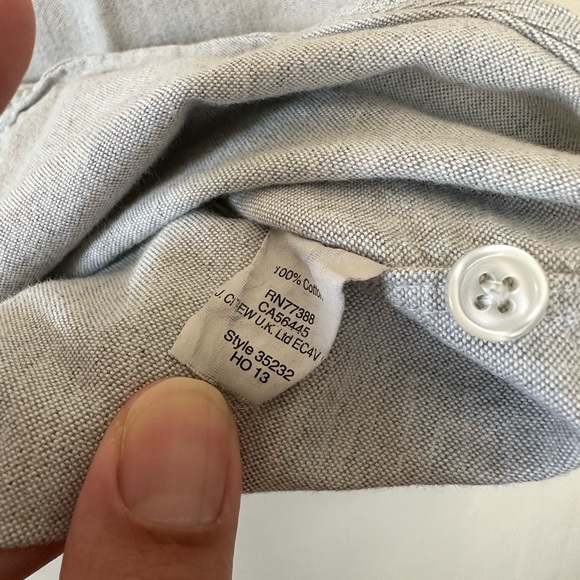 100% Cotton
RN77388
CA56445
J. CREW U.K. Ltd EC4V
Style 35232
HO 13